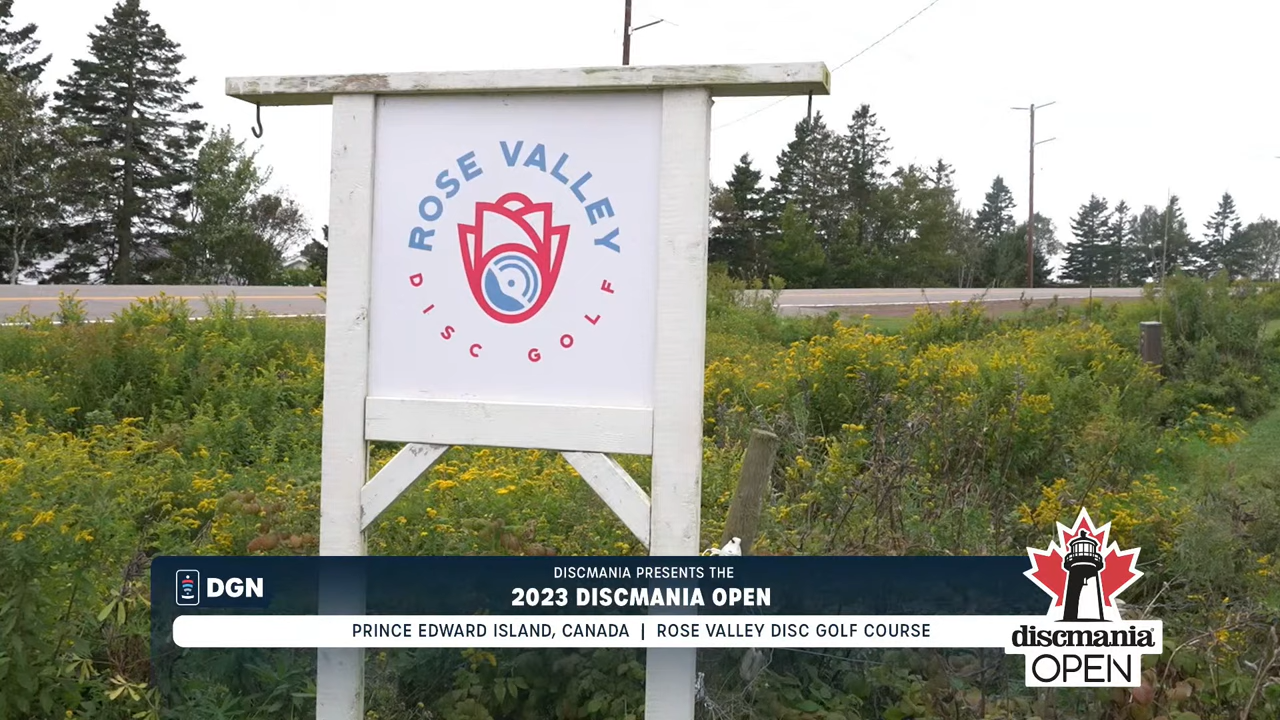 ROSE VALLEY
DISC GOLF
DGN
DISCMANIA PRESENTS THE
2023 DISCMANIA OPEN
PRINCE EDWARD ISLAND, CANADA | ROSE VALLEY DISC GOLF COURSE
discmania
OPEN